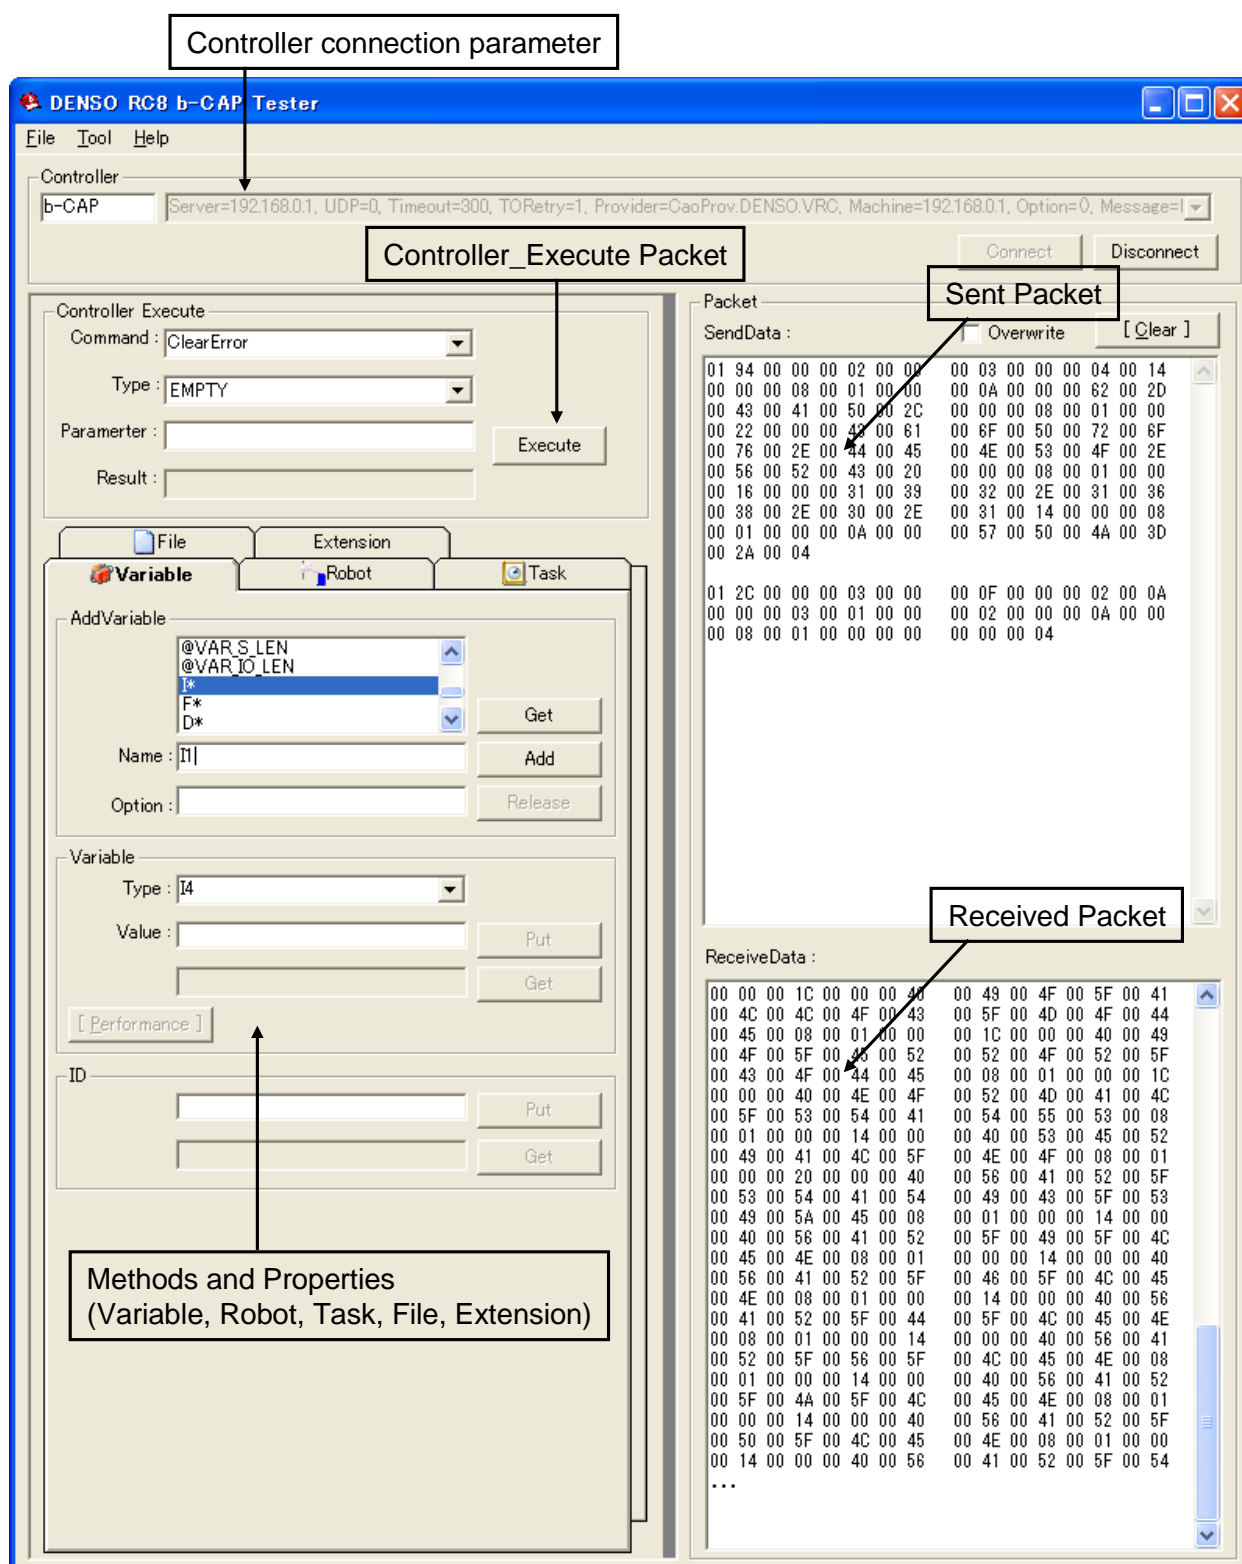 Controller connection parameter
DENSO RC8 b-CAP Tester
File Tool Help
Controller
b-CAP
Server=192.168.0.1, UDP=0, Timeout=300, TORetry=1, Provider=CaoProv.DENSO.VRC, Machine=192.168.0.1, Option=0, Message=
Controller_Execute Packet
Connect
Disconnect
Sent Packet
Controller Execute
Command : ClearError
Type : EMPTY
Paramerter :
Execute
Result :
File
Extension
Variable
Robot
Task
AddVariable
@VAR_S_LEN
@VAR_IO_LEN
I*
F*
D*
Get
Name : I1
Add
Option :
Release
Variable
Type : I4
Value :
Put
Get
[ Performance ]
ID
Put
Get
Methods and Properties
(Variable, Robot, Task, File, Extension)
Packet
SendData :
Overwrite
[ Clear ]
01 94 00 00 00 02 00 00 00 03 00 00 00 04 00 14
00 00 00 08 00 01 00 00 00 0A 00 00 00 62 00 2D
00 43 00 41 00 50 00 2C 00 00 00 08 00 01 00 00
00 22 00 00 00 43 00 61 00 6F 00 50 00 72 00 6F
00 76 00 2E 00 44 00 45 00 4E 00 53 00 4F 00 2E
00 56 00 52 00 43 00 20 00 00 00 08 00 01 00 00
00 16 00 00 00 31 00 39 00 32 00 2E 00 31 00 36
00 38 00 2E 00 30 00 2E 00 31 00 14 00 00 00 08
00 01 00 00 00 0A 00 00 00 57 00 50 00 4A 00 3D
00 2A 00 04
01 2C 00 00 00 03 00 00 00 0F 00 00 00 02 00 0A
00 00 00 03 00 01 00 00 00 02 00 00 00 0A 00 00
00 08 00 01 00 00 00 00 00 00 00 04
Received Packet
ReceiveData :
00 00 00 1C 00 00 00 40 00 49 00 4F 00 5F 00 41
00 4C 00 4C 00 4F 00 43 00 5F 00 4D 00 4F 00 44
00 45 00 08 00 01 00 00 00 1C 00 00 00 40 00 49
00 4F 00 5F 00 45 00 52 00 52 00 4F 00 52 00 5F
00 43 00 4F 00 44 00 45 00 08 00 01 00 00 00 1C
00 00 00 40 00 4E 00 4F 00 52 00 4D 00 41 00 4C
00 5F 00 53 00 54 00 41 00 54 00 55 00 53 00 08
00 01 00 00 00 14 00 00 00 40 00 53 00 45 00 52
00 49 00 41 00 4C 00 5F 00 4E 00 4F 00 08 00 01
00 00 00 20 00 00 00 40 00 56 00 41 00 52 00 5F
00 53 00 54 00 41 00 54 00 49 00 43 00 5F 00 53
00 49 00 5A 00 45 00 08 00 01 00 00 00 14 00 00
00 40 00 56 00 41 00 52 00 5F 00 49 00 5F 00 4C
00 45 00 4E 00 08 00 01 00 00 00 14 00 00 00 40
00 56 00 41 00 52 00 5F 00 46 00 5F 00 4C 00 45
00 4E 00 08 00 01 00 00 00 14 00 00 00 40 00 56
00 41 00 52 00 5F 00 44 00 5F 00 4C 00 45 00 4E
00 08 00 01 00 00 00 14 00 00 00 40 00 56 00 41
00 52 00 5F 00 56 00 5F 00 4C 00 45 00 4E 00 08
00 01 00 00 00 14 00 00 00 40 00 56 00 41 00 52
00 5F 00 4A 00 5F 00 4C 00 45 00 4E 00 08 00 01
00 00 00 14 00 00 00 40 00 56 00 41 00 52 00 5F
00 50 00 5F 00 4C 00 45 00 4E 00 08 00 01 00 00
00 14 00 00 00 40 00 56 00 41 00 52 00 5F 00 54
...